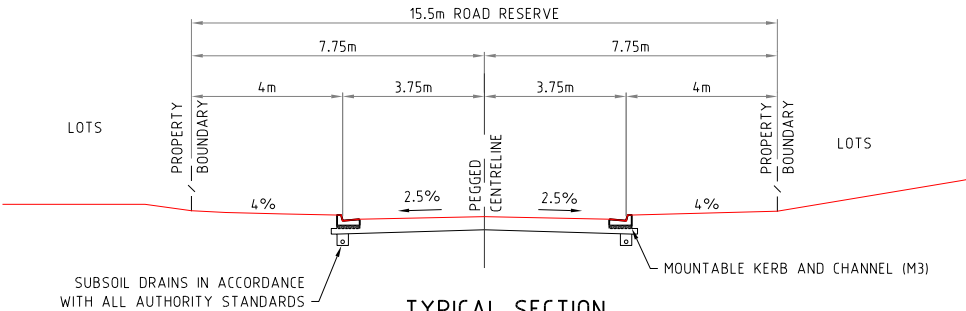 15.5m ROAD RESERVE
7.75m
7.75m
4m
3.75m
3.75m
4m
LOTS
PROPERTY
BOUNDARY
PEGGED
CENTRELINE
PROPERTY
BOUNDARY
LOTS
4%
2.5%
2.5%
4%
SUBSOIL DRAINS IN ACCORDANCE
WITH ALL AUTHORITY STANDARDS
MOUNTABLE KERB AND CHANNEL (M3)
TYPICAL SECTION